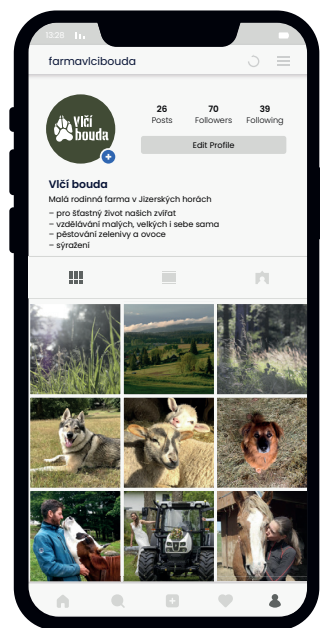 13:28
farmavlcibouda
Vlčí
bouda
26
70
39
Posts
Followers
Following
Edit Profile
Vlčí bouda
Malá rodinná farma v Jizerských horách
– pro šťastný život našich zvířat
– vzdělávání malých, velkých i sebe sama
– pěstování zelenivy a ovoce
– sýražení